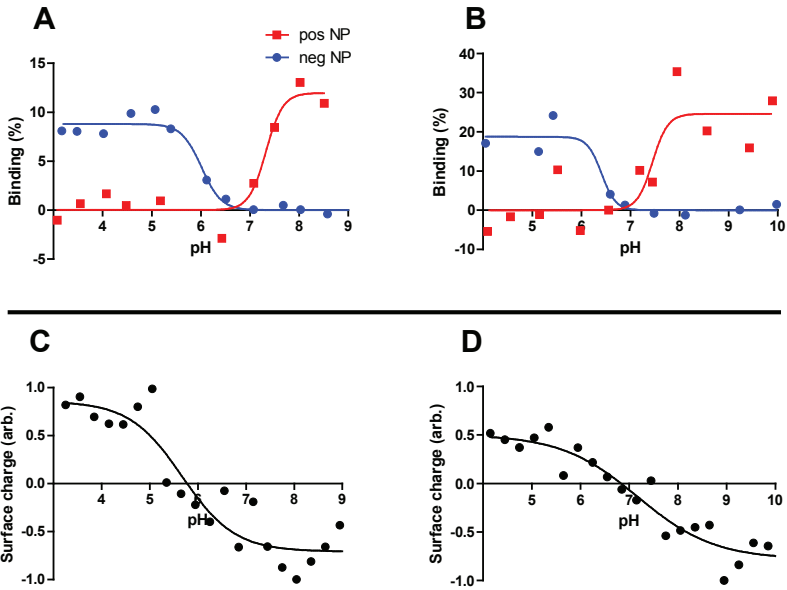 A
pos NP
neg NP
15
10
5
0
-5
4 5 6 7 8 9
Binding (%)
pH
B
40
30
20
10
0
-10
5 6 7 8 9 10
Binding (%)
pH
C
1.0
0.5
0.0
-0.5
-1.0
4 5 6 7 8 9
Surface charge (arb.)
pH
D
1.0
0.5
0.0
-0.5
-1.0
5 6 7 8 9 10
Surface charge (arb.)
pH